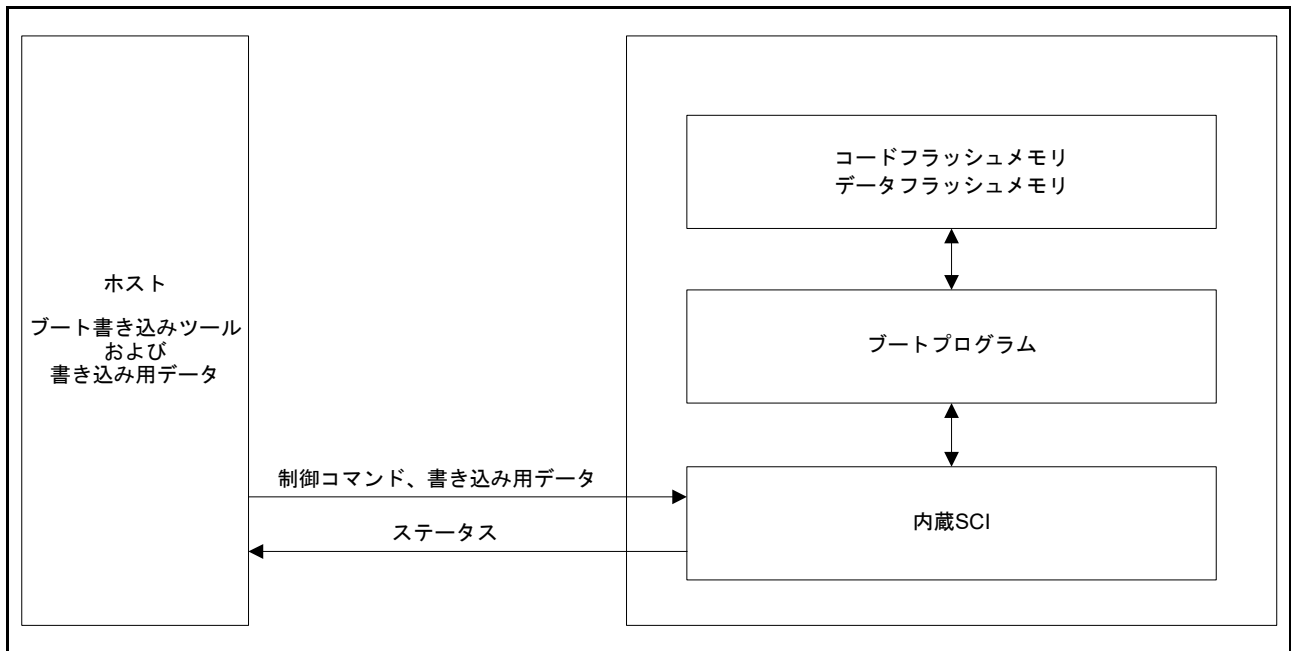 ホスト
ブート書き込みツール
および
書き込み用データ
制御コマンド、書き込み用データ
ステータス
コードフラッシュメモリ
データフラッシュメモリ
ブートプログラム
内蔵SCI